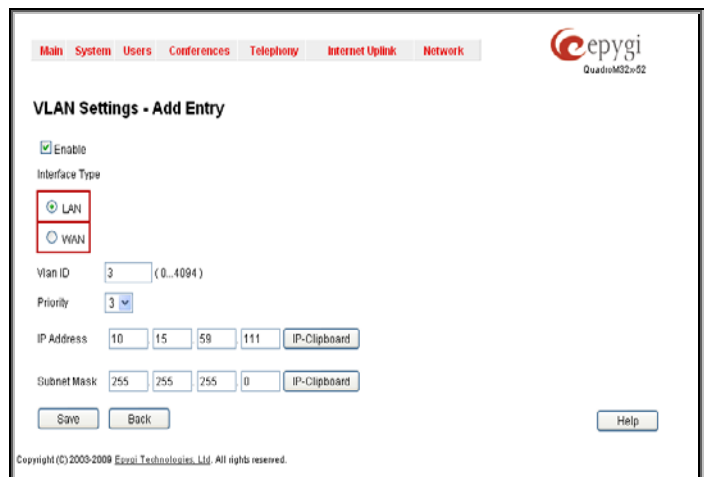 Main System Users Conferences Telephony Internet Uplink Network
epygi
QuadroM32x-52
VLAN Settings - Add Entry
Enable
Interface Type
LAN
WAN
Vlan ID 3 (0...4094)
Priority 3
IP Address 10 . 15 . 59 . 111 IP-Clipboard
Subnet Mask 255 . 255 . 255 . 0 IP-Clipboard
Save Back Help
Copyright (C) 2003-2009 Epygi Technologies, Ltd. All rights reserved.